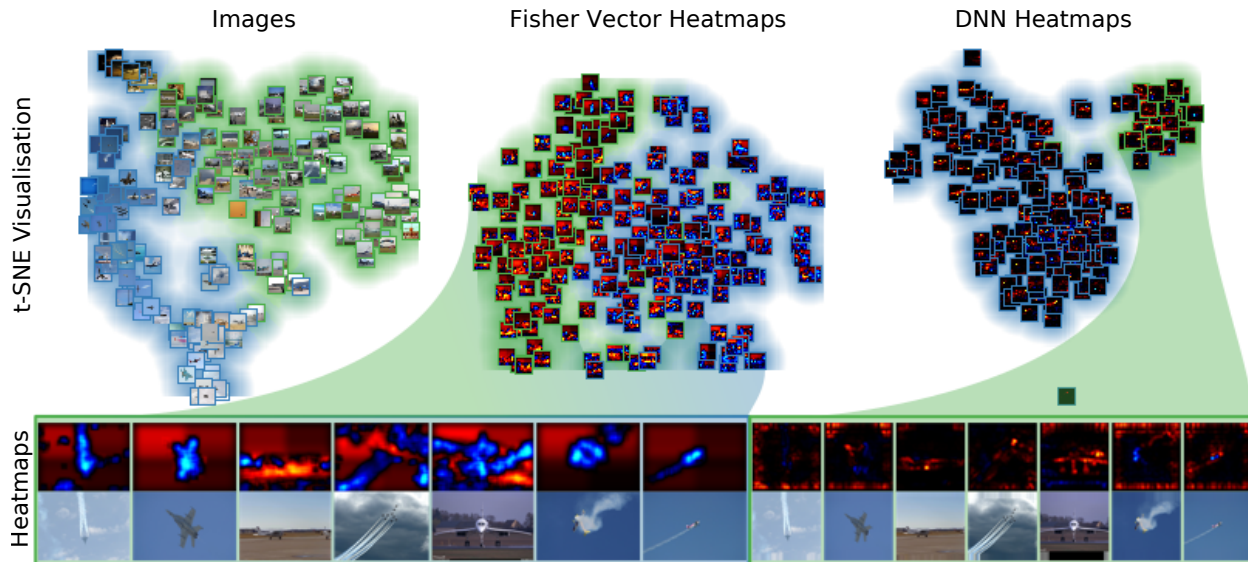 Images
Fisher Vector Heatmaps
DNN Heatmaps
t-SNE Visualisation
Heatmaps